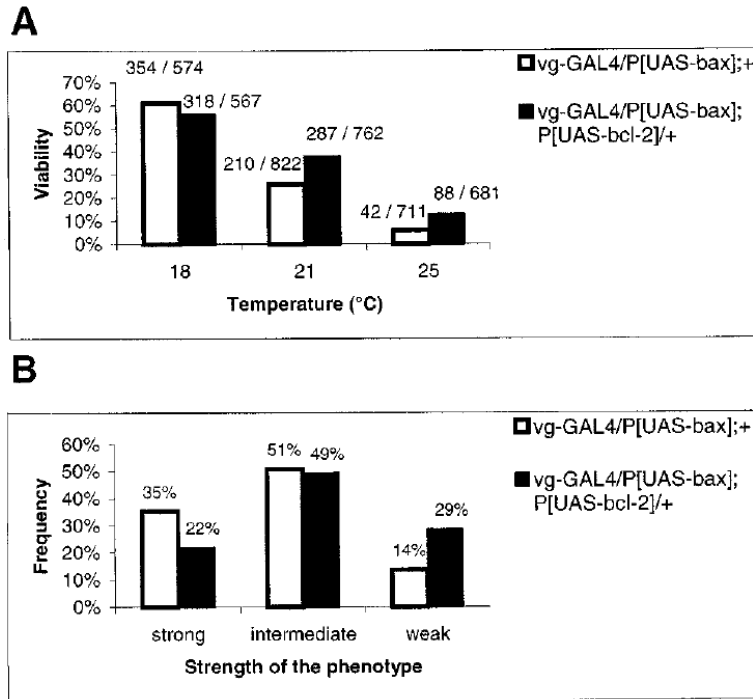 A
354 / 574
318 / 567
287 / 762
210 / 822
88 / 681
42 / 711
70%
60%
50%
40%
30%
20%
10%
0%
Viability
18
21
25
Temperature (°C)
vg-GAL4/P[UAS-bax];+
vg-GAL4/P[UAS-bax];
P[UAS-bcl-2]/+
B
60%
50%
40%
30%
20%
10%
0%
Frequency
35%
22%
51%
49%
14%
29%
strong
intermediate
weak
Strength of the phenotype
vg-GAL4/P[UAS-bax];+
vg-GAL4/P[UAS-bax];
P[UAS-bcl-2]/+